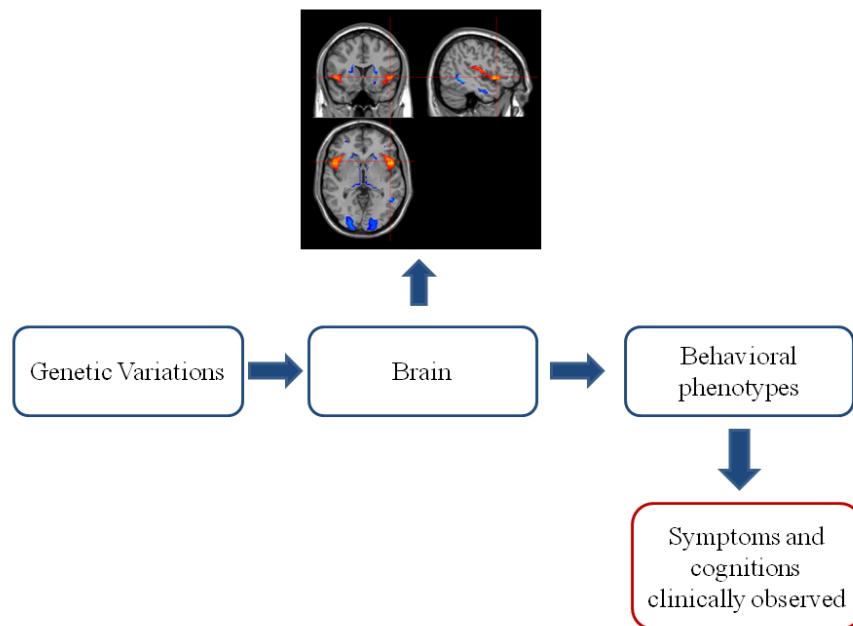 Genetic Variations
Brain
Behavioral
phenotypes
Symptoms and
cognitions
clinically observed